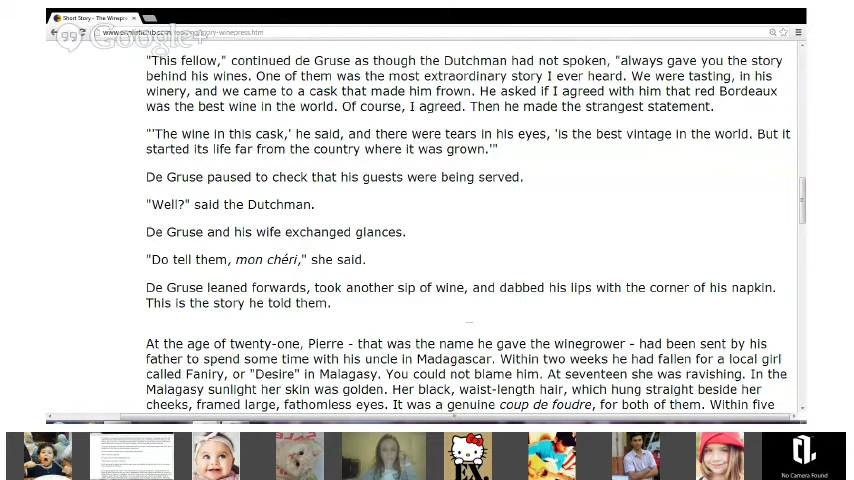 Short Story - The Winepre
Google+
www.e
/story-winepress.htm
"This fellow," continued de Gruse as though the Dutchman had not spoken, "always gave you the story
behind his wines. One of them was the most extraordinary story I ever heard. We were tasting, in his
winery, and we came to a cask that made him frown. He asked if I agreed with him that red Bordeaux
was the best wine in the world. Of course, I agreed. Then he made the strangest statement.
"'The wine in this cask,' he said, and there were tears in his eyes, 'is the best vintage in the world. But it
started its life far from the country where it was grown.'"
De Gruse paused to check that his guests were being served.
"Well?" said the Dutchman.
De Gruse and his wife exchanged glances.
"Do tell them, mon chéri," she said.
De Gruse leaned forwards, took another sip of wine, and dabbed his lips with the corner of his napkin.
This is the story he told them.
At the age of twenty-one, Pierre - that was the name he gave the winegrower - had been sent by his
father to spend some time with his uncle in Madagascar. Within two weeks he had fallen for a local girl
called Faniry, or "Desire" in Malagasy. You could not blame him. At seventeen she was ravishing. In the
Malagasy sunlight her skin was golden. Her black, waist-length hair, which hung straight beside her
cheeks, framed large, fathomless eyes. It was a genuine coup de foudre, for both of them. Within five
No Camera Found